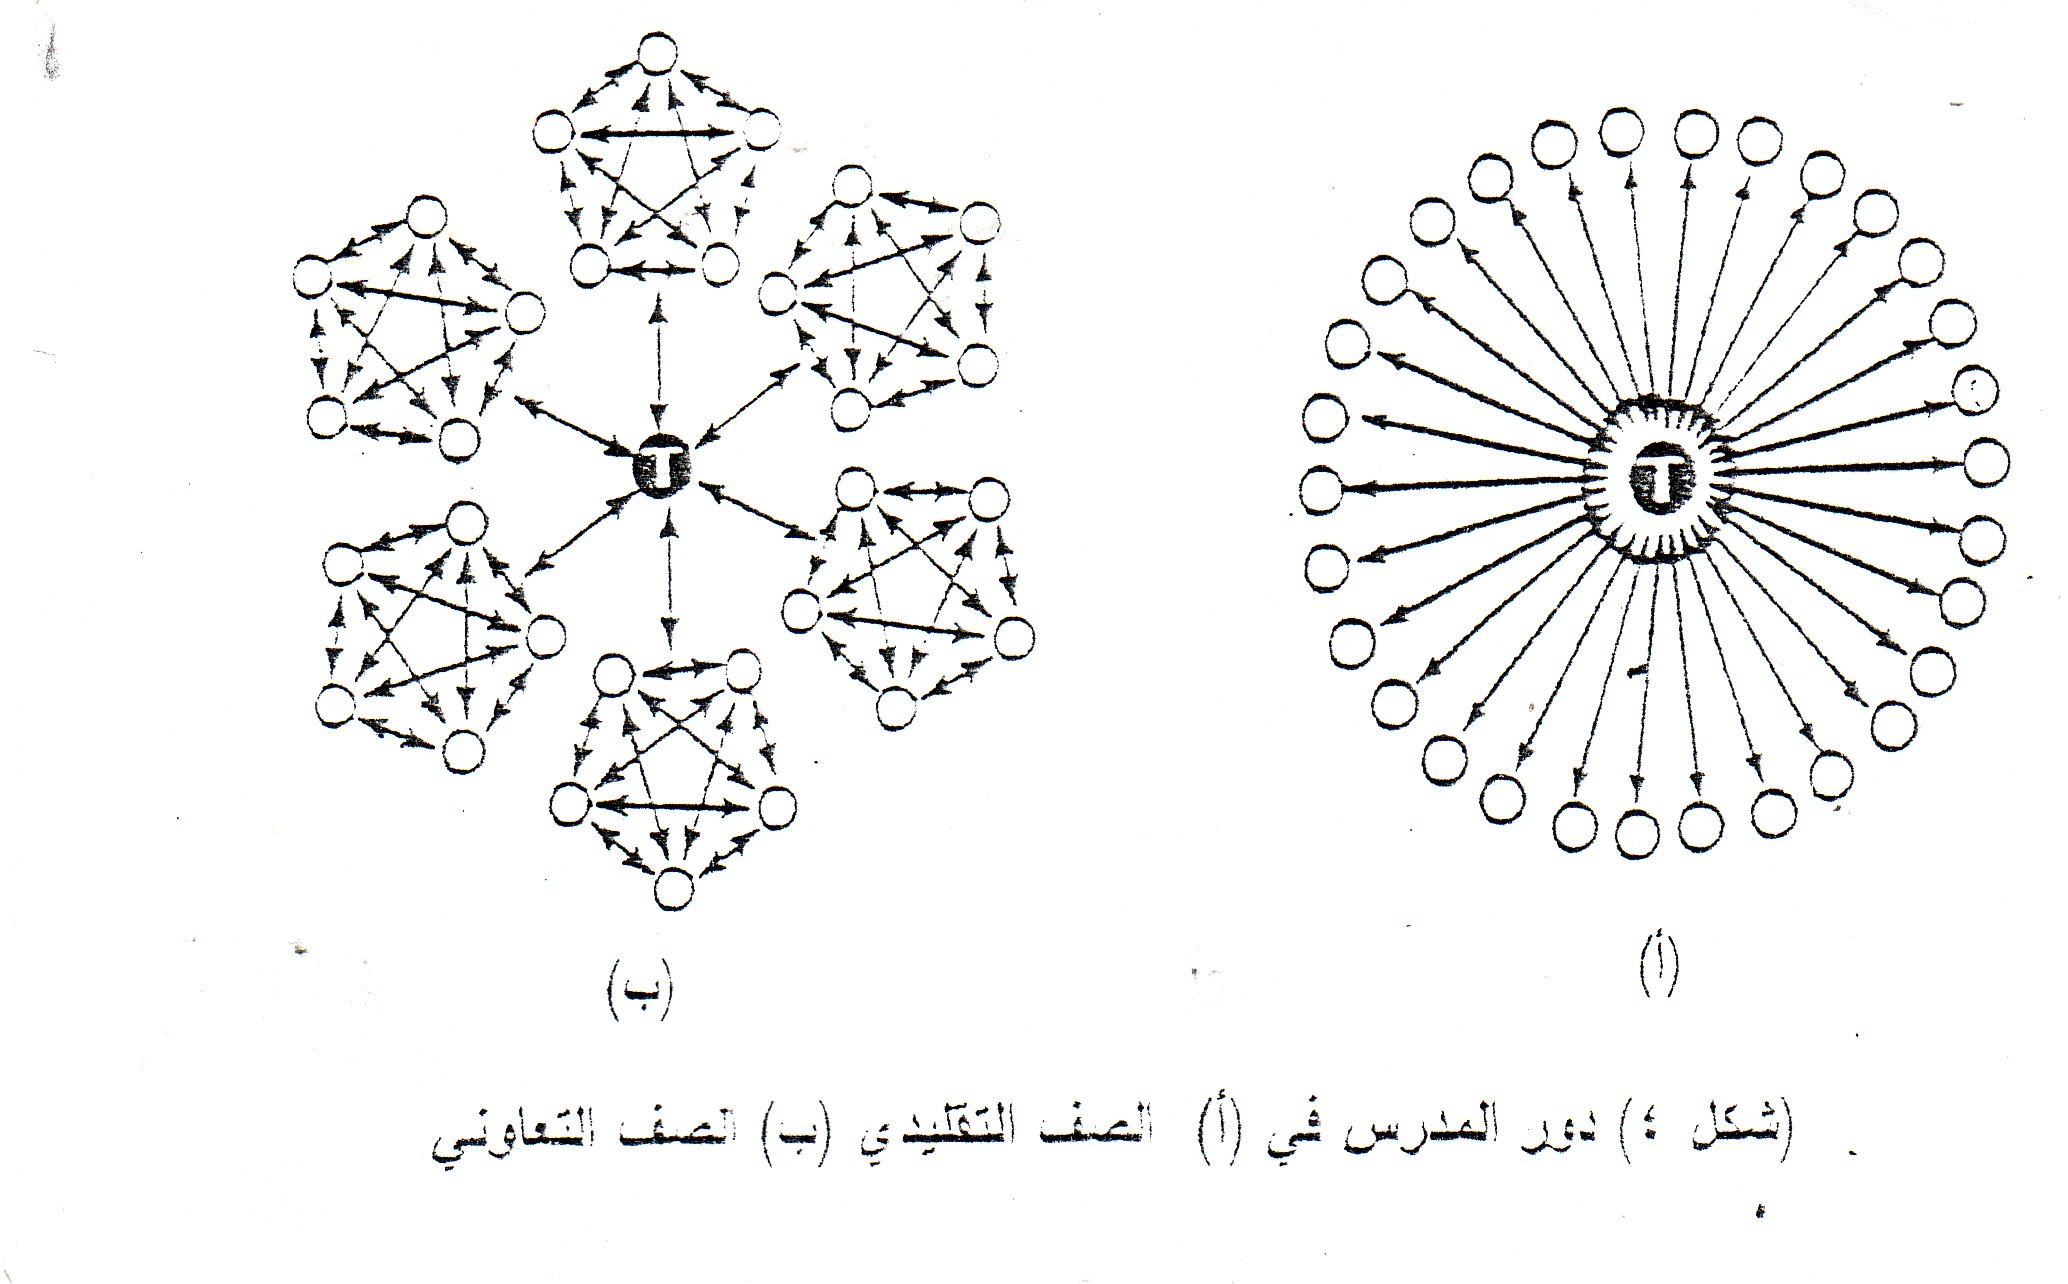 T
T
(أ)
(ب)
(شكل ٤) دور المدرس في (أ) الصف التقليدي (ب) الصف التعاوني